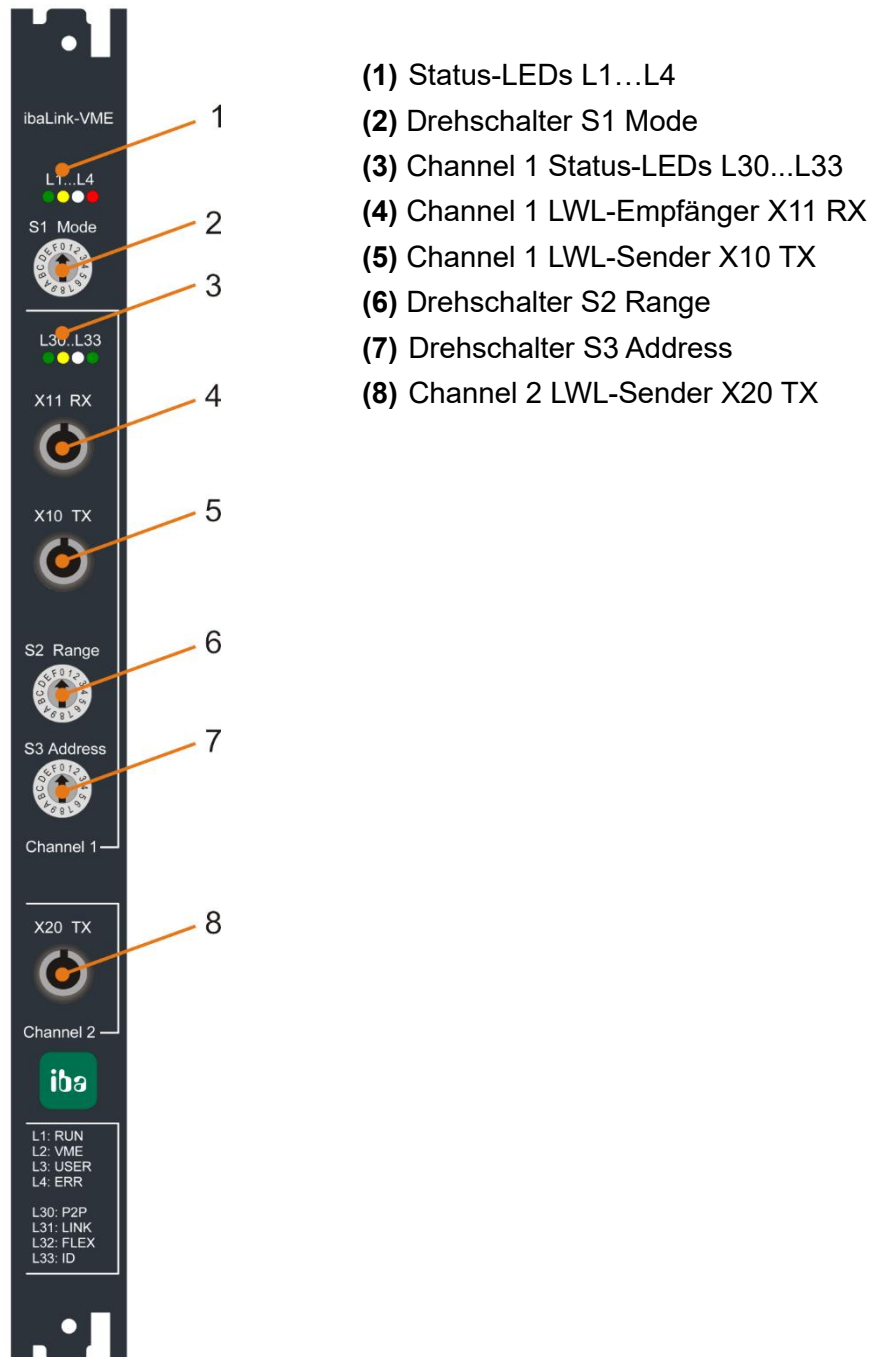 ibaLink-VME
L1...L4
S1 Mode
L30..L33
X11 RX
X10 TX
S2 Range
S3 Address
Channel 1
X20 TX
Channel 2
iba
L1: RUN
L2: VME
L3: USER
L4: ERR
L30: P2P
L31: LINK
L32: FLEX
L33: ID
1
2
3
4
5
6
7
8
(1) Status-LEDs L1…L4
(2) Drehschalter S1 Mode
(3) Channel 1 Status-LEDs L30...L33
(4) Channel 1 LWL-Empfänger X11 RX
(5) Channel 1 LWL-Sender X10 TX
(6) Drehschalter S2 Range
(7) Drehschalter S3 Address
(8) Channel 2 LWL-Sender X20 TX